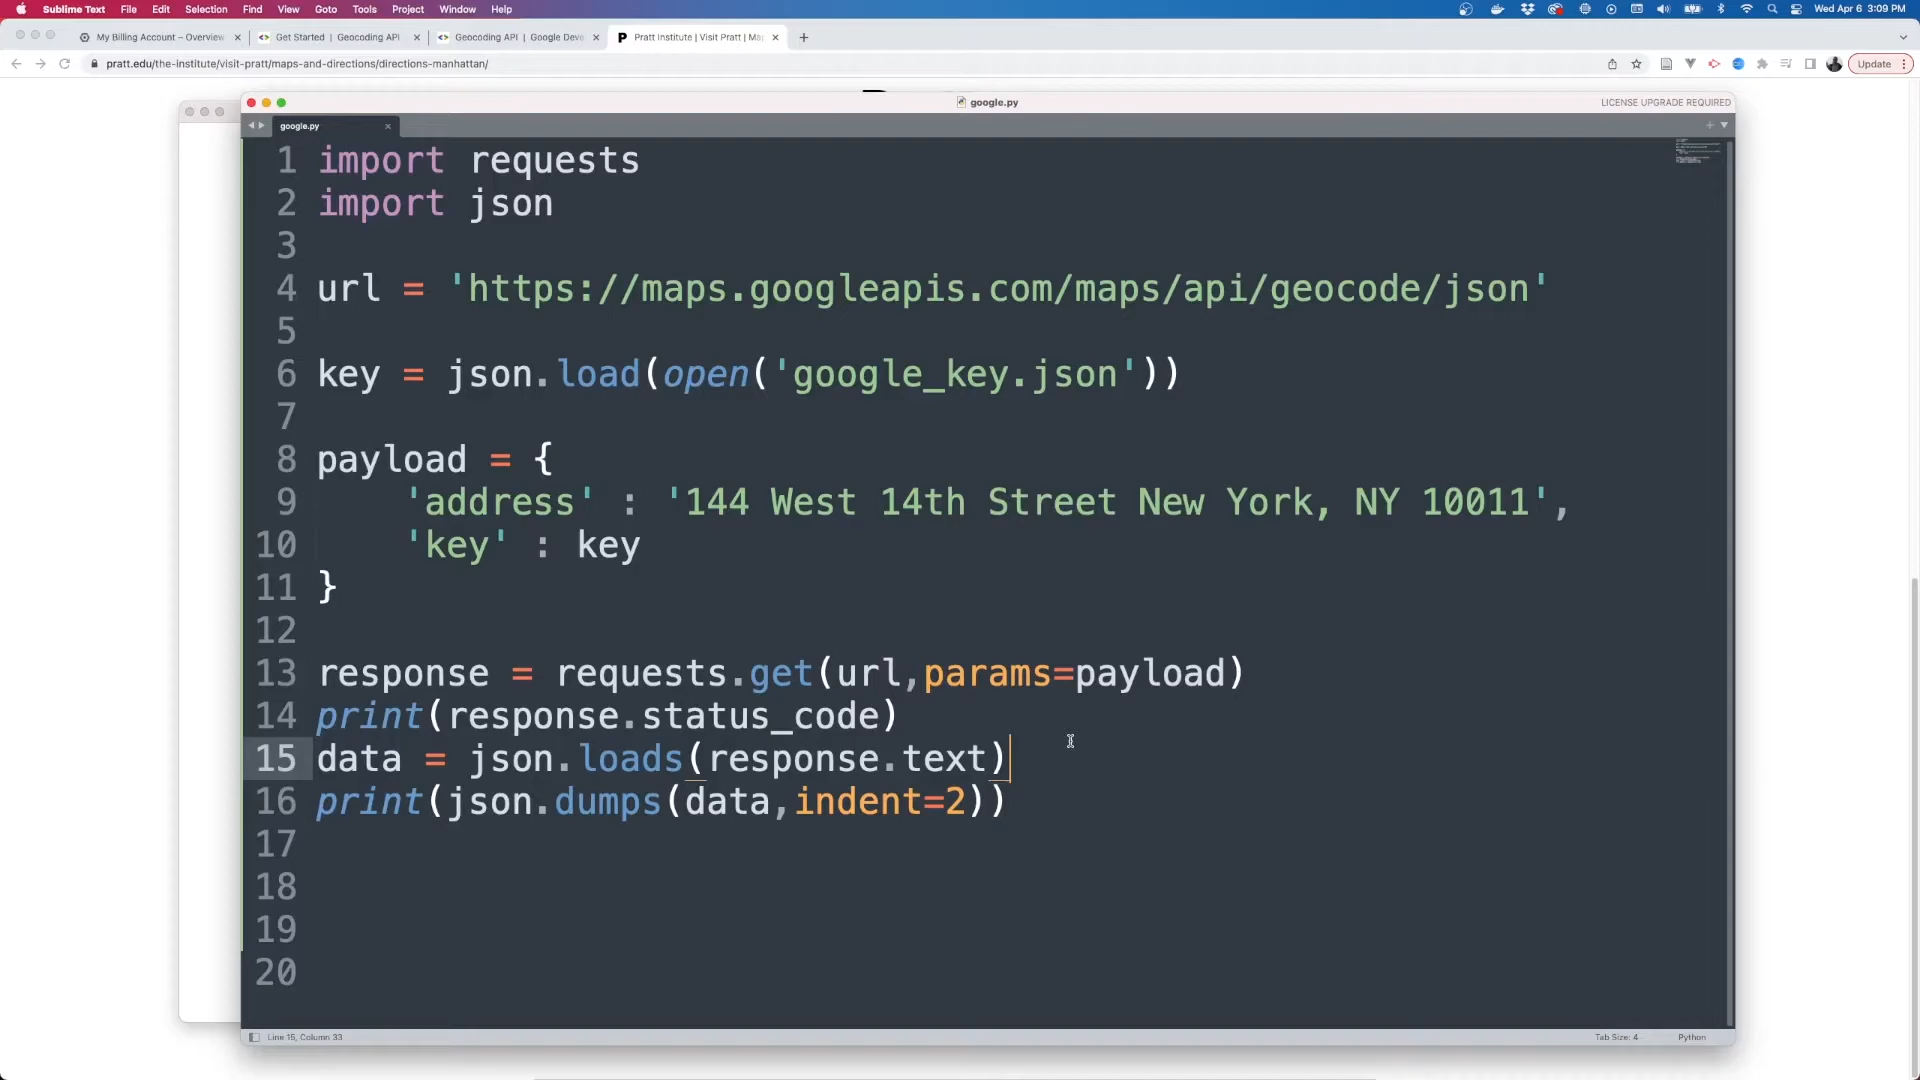 Sublime Text File Edit Selection Find View Goto Tools Project Window Help Wed Apr 6 3:09 PM
My Billing Account – Overview Get Started | Geocoding API Google Deve Geocoding API | Google Deve Pratt Institute | Visit Pratt | Ma
pratt.edu/the-institute/visit-pratt/maps-and-directions/directions-manhattan/ Update
google.py LICENSE UPGRADE REQUIRED
google.py
1 import requests
2 import json
3
4 url = 'https://maps.googleapis.com/maps/api/geocode/json'
5
6 key = json.load(open('google_key.json'))
7
8 payload = {
9 'address' : '144 West 14th Street New York, NY 10011',
10 'key' : key
11 }
12
13 response = requests.get(url,params=payload)
14 print(response.status_code)
15 data = json.loads(response.text)
16 print(json.dumps(data,indent=2))
17
18
19
20
Line 15, Column 33 Tab Size: 4 Python